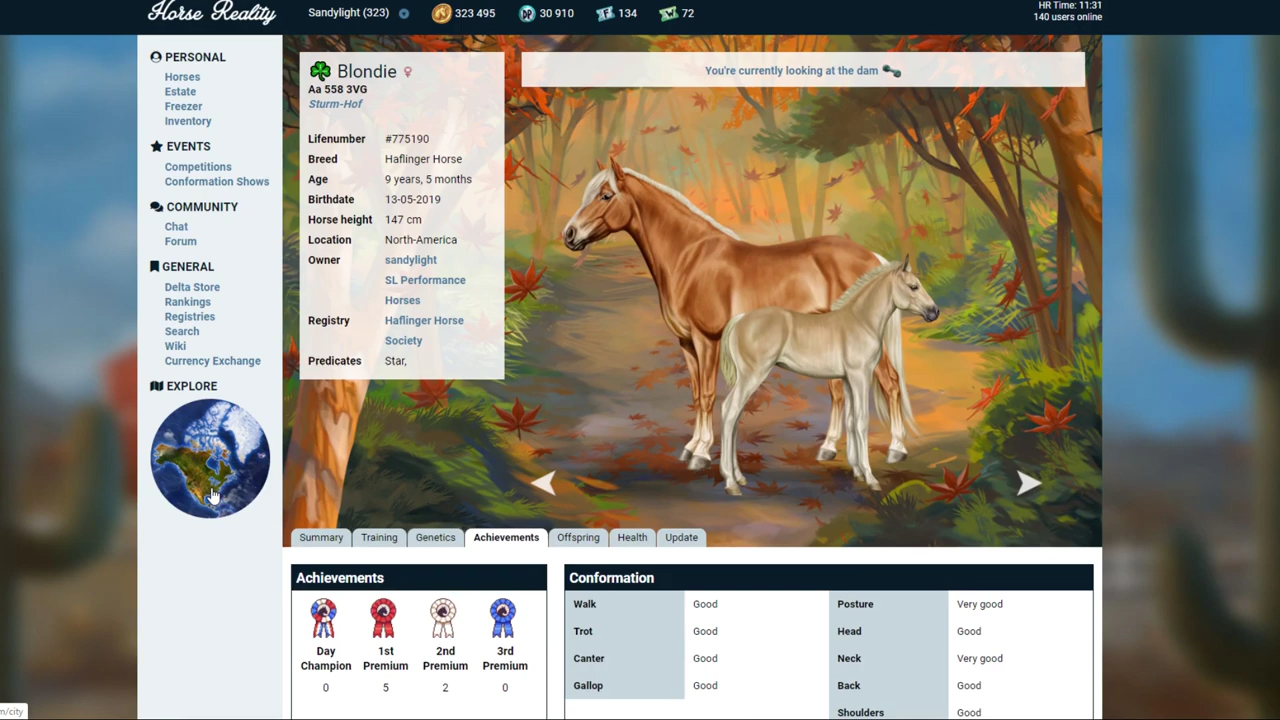 Horse Reality
Sandylight (323)
323 495
30 910
134
72
HR Time: 11:31
140 users online
PERSONAL
Horses
Estate
Freezer
Inventory
EVENTS
Competitions
Conformation Shows
COMMUNITY
Chat
Forum
GENERAL
Delta Store
Rankings
Registries
Search
Wiki
Currency Exchange
EXPLORE
Blondie ♀
Aa 558 3VG
Sturm-Hof
Lifenumber #775190
Breed Haflinger Horse
Age 9 years, 5 months
Birthdate 13-05-2019
Horse height 147 cm
Location North-America
Owner sandylight
SL Performance
Horses
Registry Haflinger Horse
Society
Predicates Star,
You're currently looking at the dam
Summary Training Genetics Achievements Offspring Health Update
Achievements
Day Champion 0
1st Premium 5
2nd Premium 2
3rd Premium 0
Conformation
Walk Good Posture Very good
Trot Good Head Good
Canter Good Neck Very good
Gallop Good Back Good
Shoulders Good
m/city